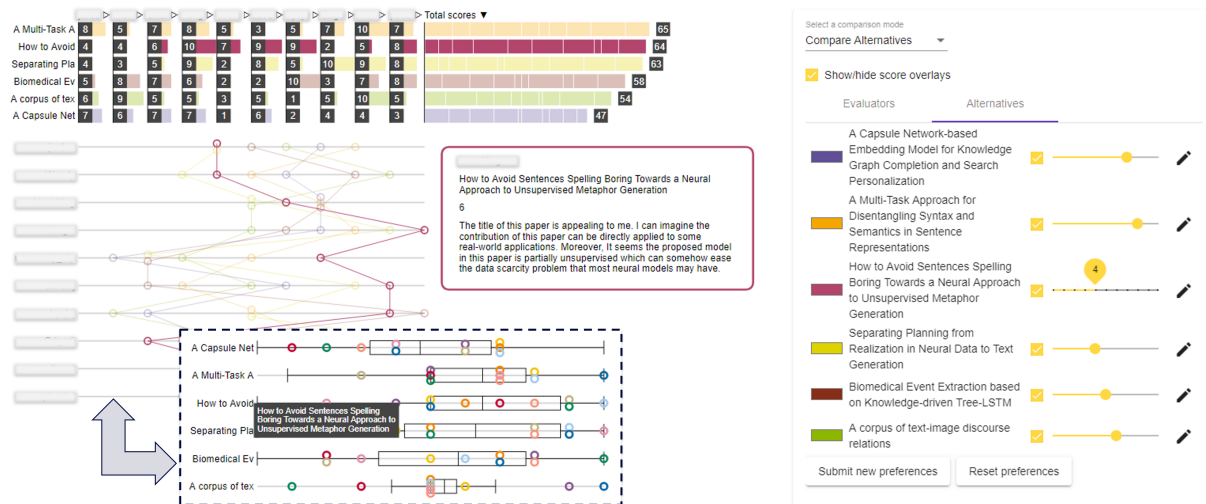 Total scores ▼
A Multi-Task A 8 5 7 8 5 3 5 7 10 7 65
How to Avoid 4 4 6 10 7 9 9 2 5 8 64
Separating Pla 4 3 5 9 2 8 5 10 9 8 63
Biomedical Ev 5 8 7 6 2 2 10 3 7 8 58
A corpus of tex 6 9 5 5 3 5 1 5 10 5 54
A Capsule Net 7 6 7 7 1 6 2 4 4 3 47
How to Avoid Sentences Spelling Boring Towards a Neural
Approach to Unsupervised Metaphor Generation
6
The title of this paper is appealing to me. I can imagine the
contribution of this paper can be directly applied to some
real-world applications. Moreover, It seems the proposed model
in this paper is partially unsupervised which can somehow ease
the data scarcity problem that most neural models may have.
A Capsule Net
A Multi-Task A
How to Avoid
How to Avoid Sentences Spelling
Boring Towards a Neural Approach to
Unsupervised Metaphor Generation
Separating Pla
Biomedical Ev
A corpus of tex
Select a comparison mode
Compare Alternatives
Show/hide score overlays
Evaluators Alternatives
A Capsule Network-based
Embedding Model for Knowledge
Graph Completion and Search
Personalization
A Multi-Task Approach for
Disentangling Syntax and
Semantics in Sentence
Representations
How to Avoid Sentences Spelling
Boring Towards a Neural Approach
to Unsupervised Metaphor
Generation
4
Separating Planning from
Realization in Neural Data to Text
Generation
Biomedical Event Extraction based
on Knowledge-driven Tree-LSTM
A corpus of text-image discourse
relations
Submit new preferences Reset preferences